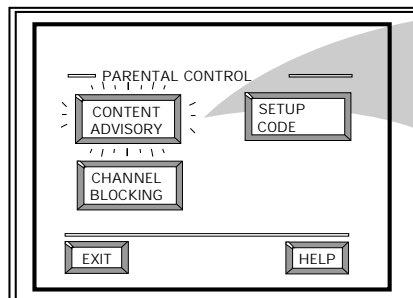 PARENTAL CONTROL
CONTENT
ADVISORY
SETUP
CODE
CHANNEL
BLOCKING
EXIT
HELP